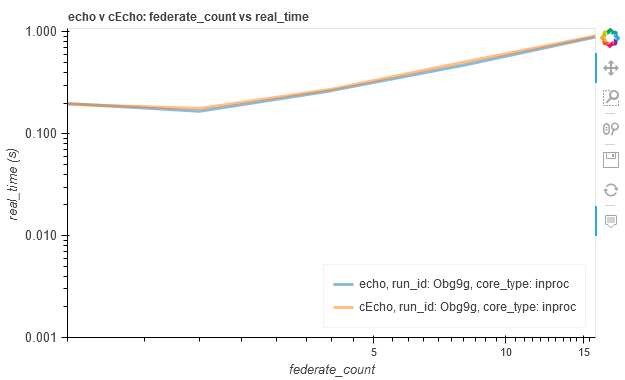 echo v cEcho: federate_count vs real_time
1.000
0.100
0.010
0.001
real_time (s)
echo, run_id: Obg9g, core_type: inproc
cEcho, run_id: Obg9g, core_type: inproc
5
10
15
federate_count